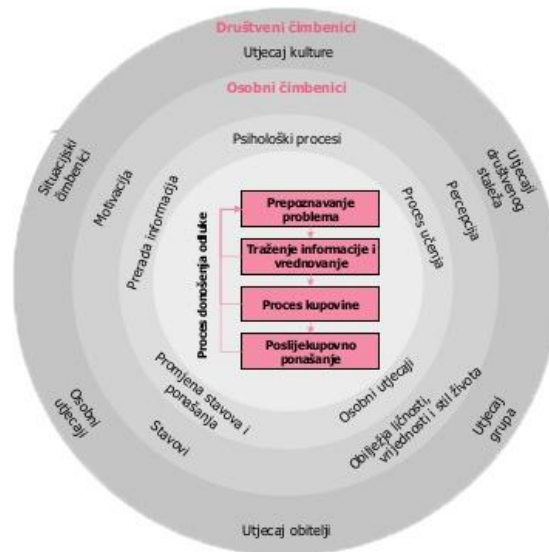 Društveni čimbenici
Utjecaj kulture
Osobni čimbenici
Psihološki procesi
Situacijski
čimbenici
Motivacija
Prerada informacija
Proces donošenja odluke
Prepoznavanje
problema
Traženje informacije i
vrednovanje
Proces kupovine
Poslijekupovno
ponašanje
Proces učenja
Percepcija
Utjecaji
društvenog
staleža
Promjena stavova i
ponašanja
Osobni utjecaji
Osobni
utjecaji
Stavovi
Obilježja ličnosti,
vrijednosti i stil života
Utjecaj
grupa
Utjecaj obitelji